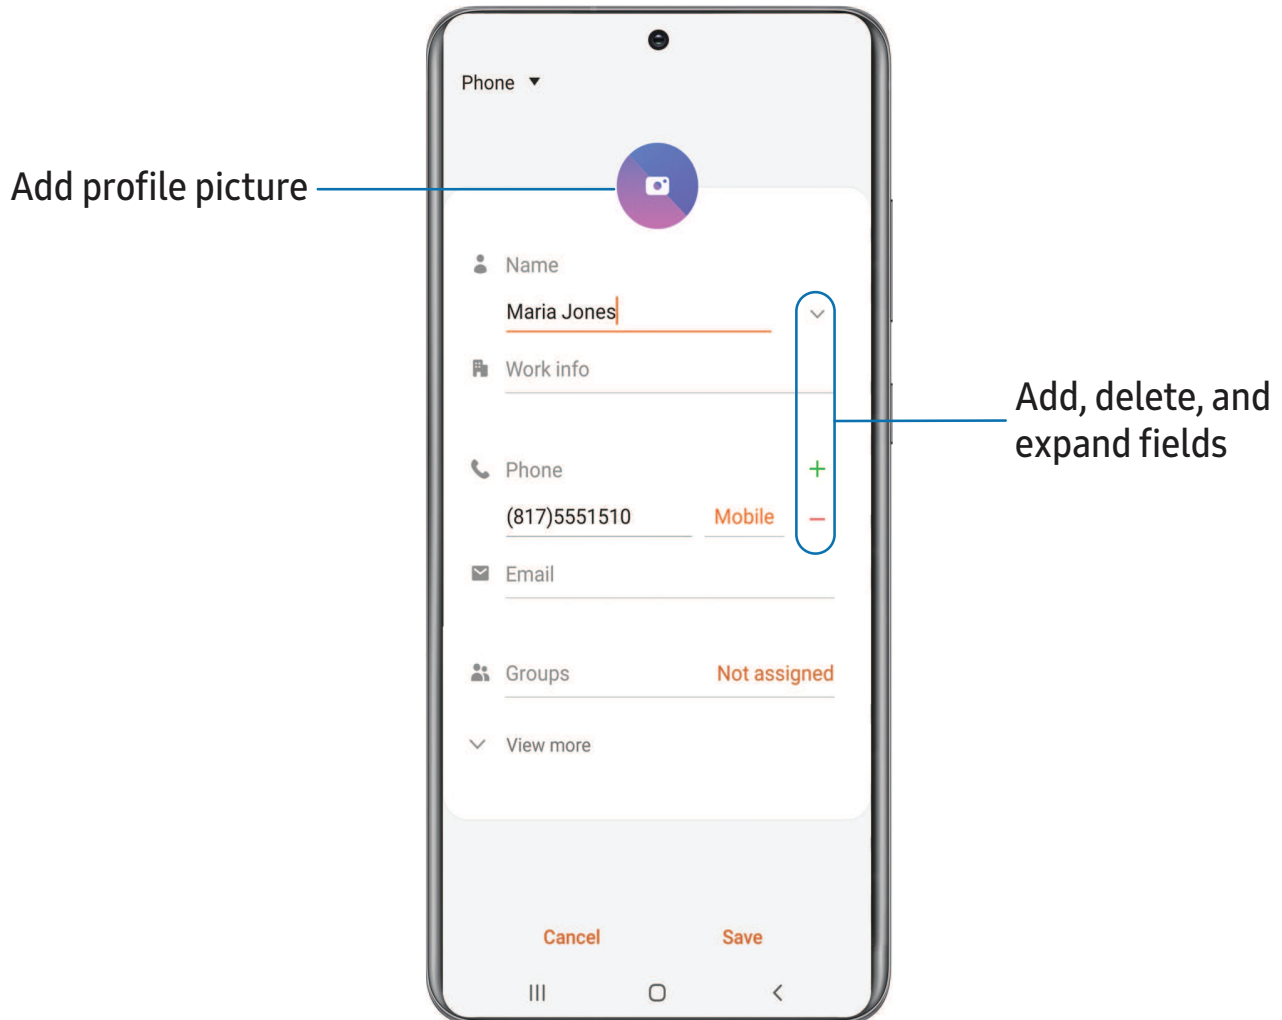 Phone
Add profile picture
Name
Maria Jones
Work info
Add, delete, and
expand fields
Phone
(817)5551510 Mobile
Email
Groups Not assigned
View more
Cancel Save